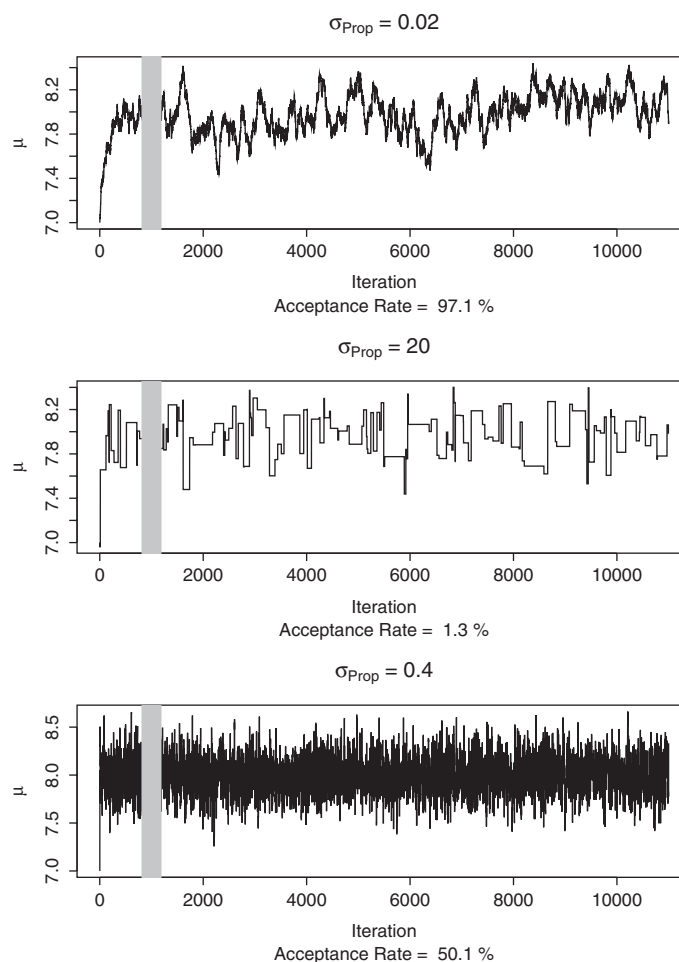 σProp = 0.02
8.2
7.8
7.4
7.0
μ
0 2000 4000 6000 8000 10000
Iteration
Acceptance Rate = 97.1 %
σProp = 20
8.2
7.8
7.4
7.0
μ
0 2000 4000 6000 8000 10000
Iteration
Acceptance Rate = 1.3 %
σProp = 0.4
8.5
8.0
7.5
7.0
μ
0 2000 4000 6000 8000 10000
Iteration
Acceptance Rate = 50.1 %